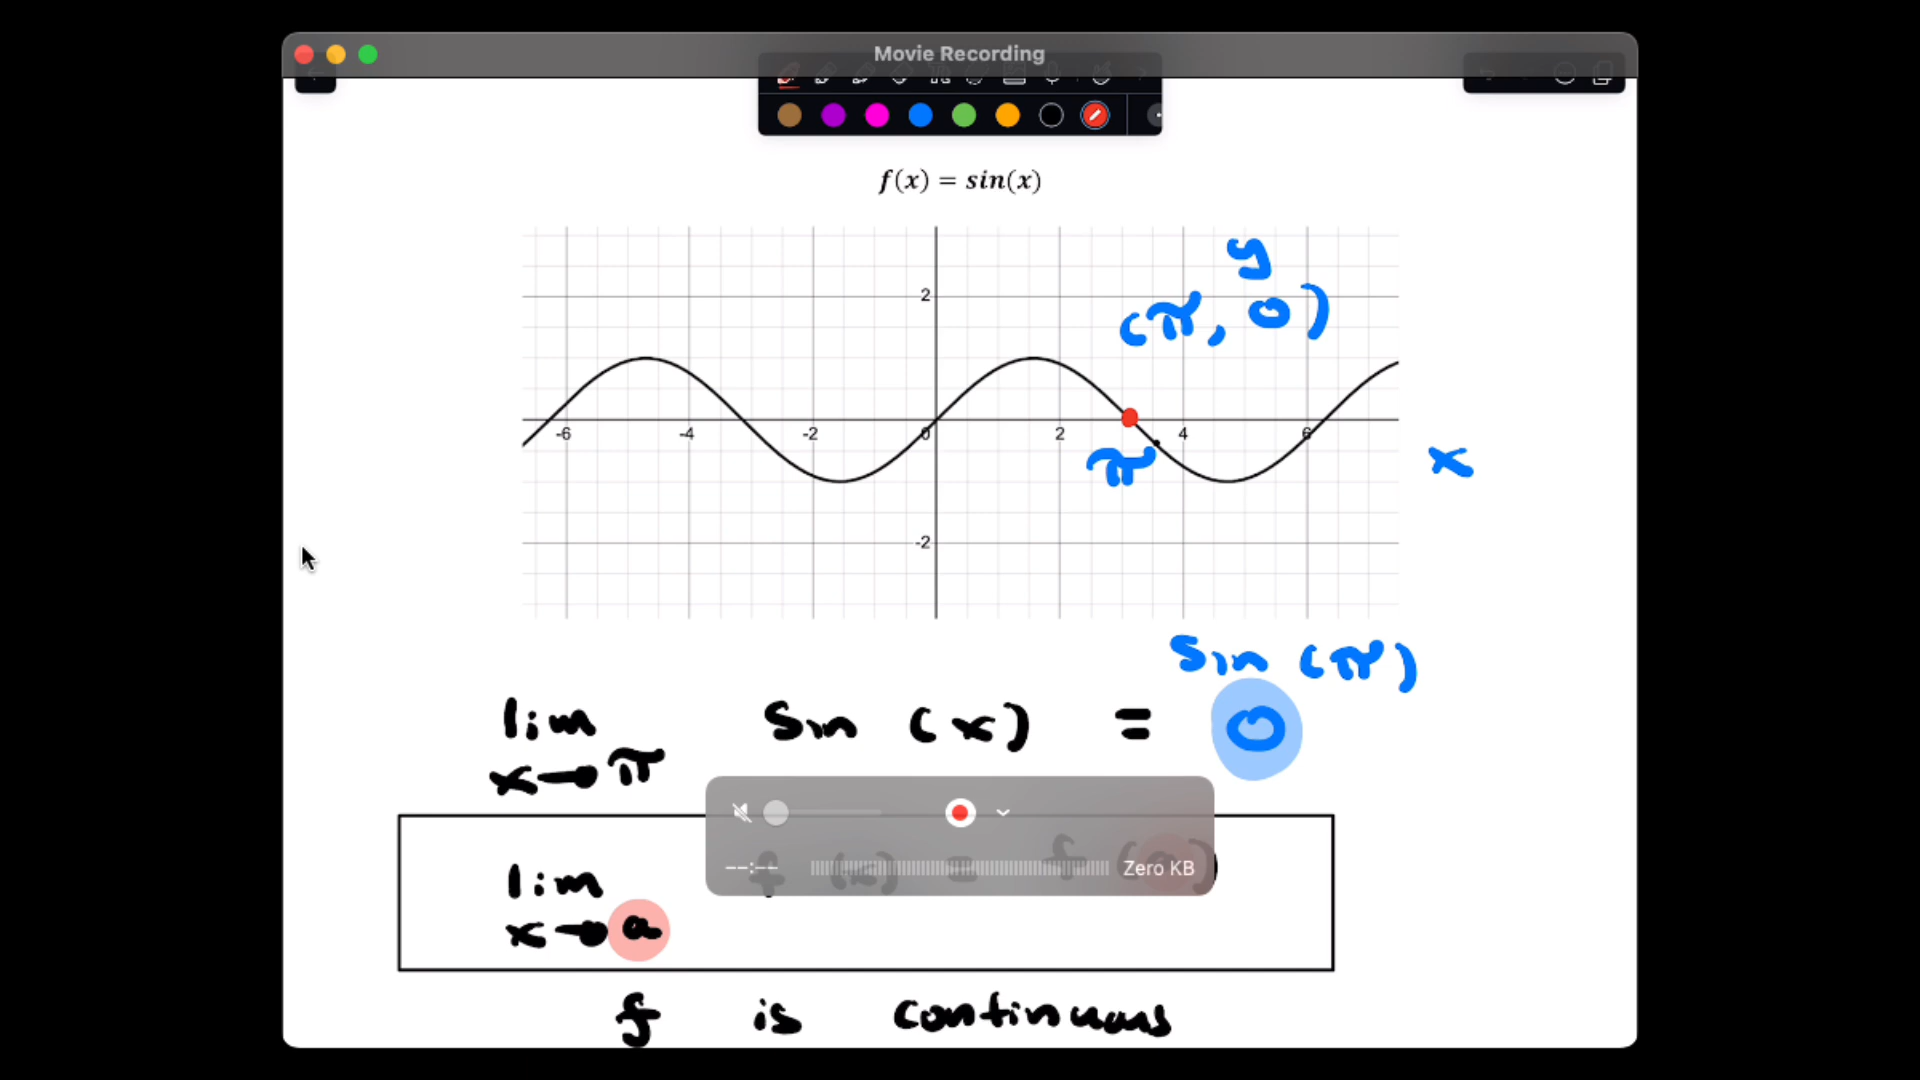 Movie Recording
f(x) = sin(x)
y
(π, 0)
2
-6 -4 -2 0 2 4 6
π
x
-2
sin (π)
lim sin (x) = 0
x→π
--:-- Zero KB
lim f (x) = f (a)
x→a
f is continuous